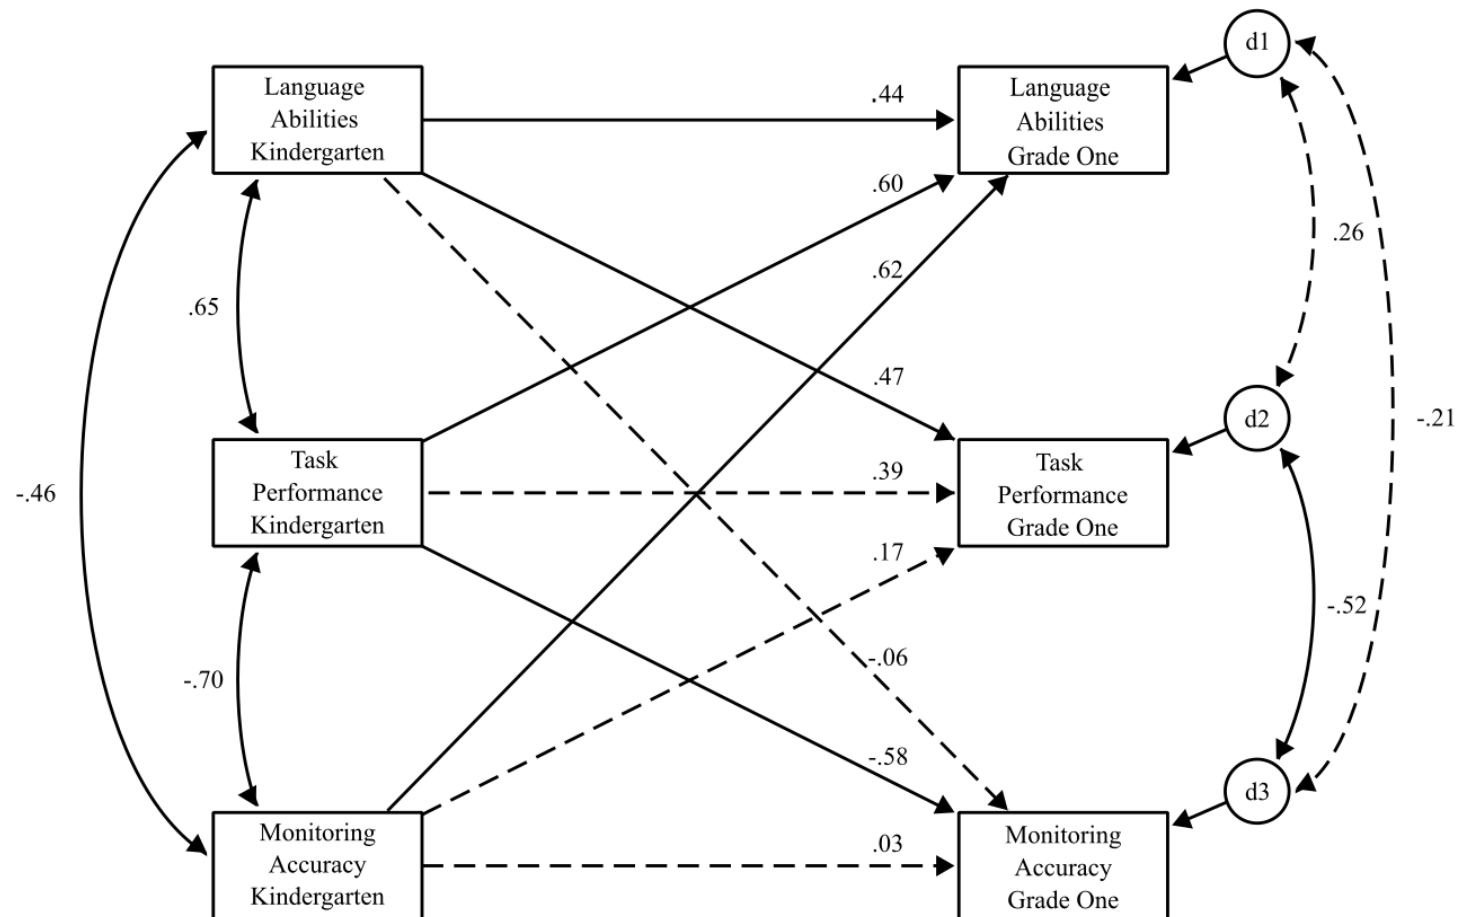 Language
Abilities
Kindergarten
.44
Language
Abilities
Grade One
d1
.60
.62
.26
.65
.47
-.46
Task
Performance
Kindergarten
.39
Task
Performance
Grade One
d2
-.21
.17
-.52
-.70
-.06
-.58
Monitoring
Accuracy
Kindergarten
.03
Monitoring
Accuracy
Grade One
d3